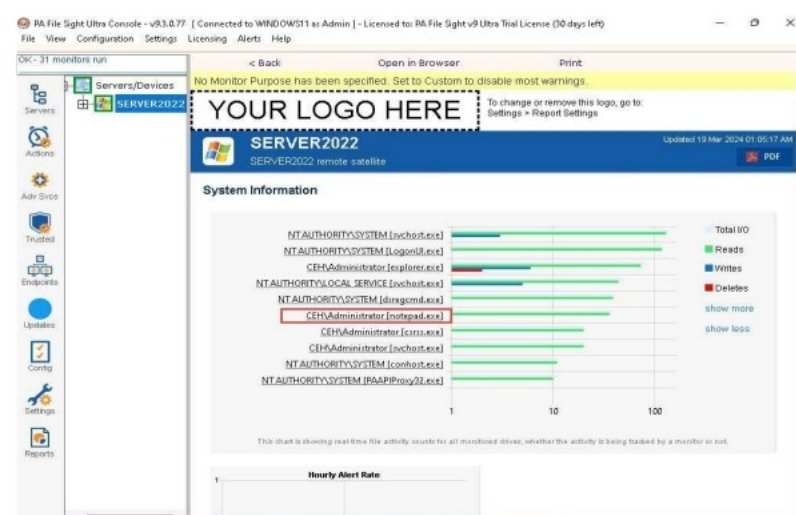 PA File Sight Ultra Console - v9.3.0.77 [ Connected to WINDOWS11 as Admin ] - Licensed to: PA File Sight v9 Ultra Trial License (30 days left)
File View Configuration Settings Licensing Alerts Help
OK - 31 monitors run
< Back Open in Browser Print
No Monitor Purpose has been specified. Set to Custom to disable most warnings.
Servers/Devices
SERVER2022
Servers
Actions
Adv Svcs
Trusted
Endpoints
Updates
Config
Settings
Reports
YOUR LOGO HERE
To change or remove this logo, go to:
Settings > Report Settings
SERVER2022
SERVER2022 remote satellite
Updated 19 Mar 2024 01:05:17 AM
PDF
System Information
NT AUTHORITY\SYSTEM [svchost.exe]
NT AUTHORITY\SYSTEM [LogonUI.exe]
CEH\Administrator [explorer.exe]
NT AUTHORITY\LOCAL SERVICE [svchost.exe]
NT AUTHORITY\SYSTEM [dsregcmd.exe]
CEH\Administrator [notepad.exe]
CEH\Administrator [csrss.exe]
CEH\Administrator [svchost.exe]
NT AUTHORITY\SYSTEM [conhost.exe]
NT AUTHORITY\SYSTEM [PAAPIProxy32.exe]
Total I/O
Reads
Writes
Deletes
show more
show less
1 10 100
This chart is showing real-time file activity counts for all monitored drives, whether the activity is being tracked by a monitor or not.
Hourly Alert Rate
1